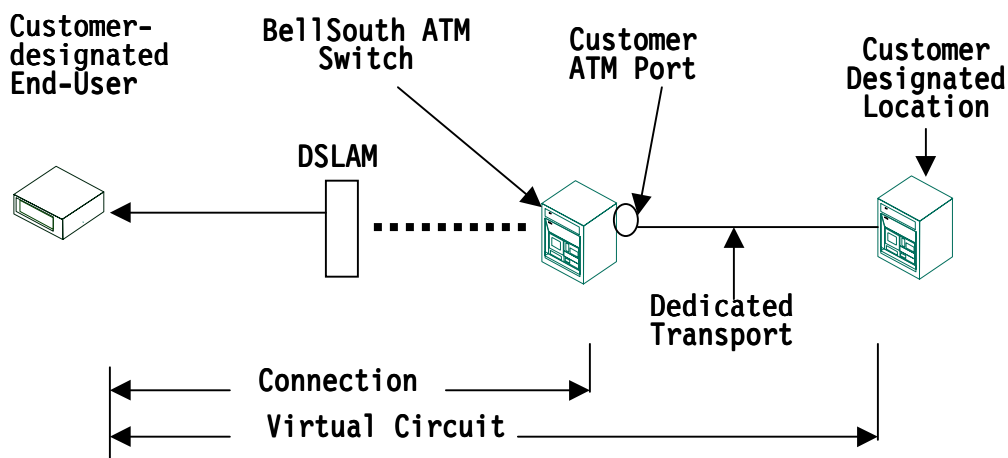 Customer-
designated
End-User
BellSouth ATM
Switch
Customer
ATM Port
Customer
Designated
Location
DSLAM
Dedicated
Transport
Connection
Virtual Circuit